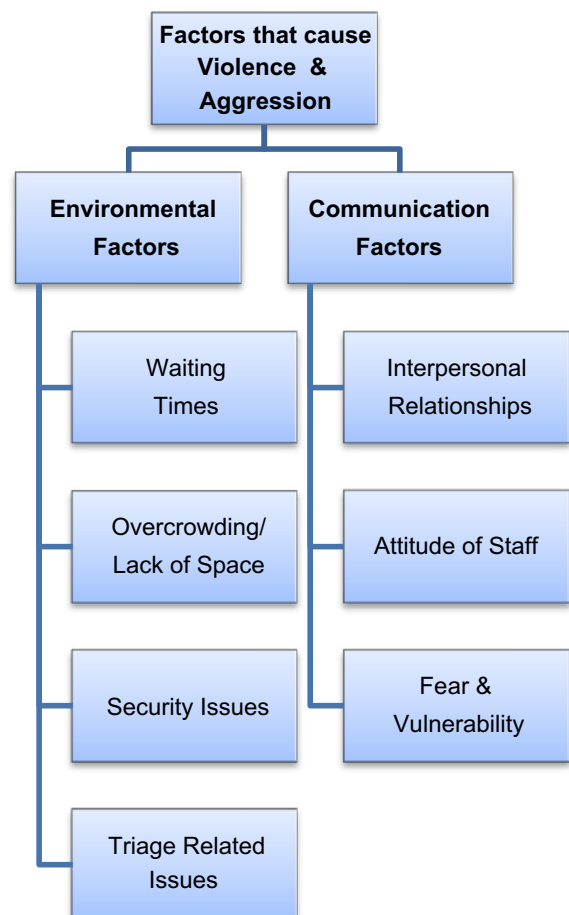 Factors that cause
Violence &
Aggression
Environmental
Factors
Communication
Factors
Waiting
Times
Interpersonal
Relationships
Overcrowding/
Lack of Space
Attitude of Staff
Security Issues
Fear &
Vulnerability
Triage Related
Issues